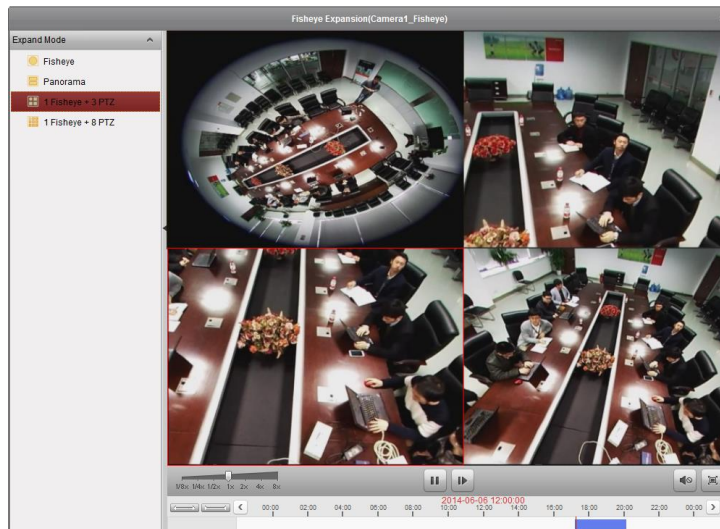 Fisheye Expansion(Camera1_Fisheye)
Expand Mode
Fisheye
Panorama
1 Fisheye + 3 PTZ
1 Fisheye + 8 PTZ
1/8x 1/4x 1/2x 1x 2x 4x 8x
2014-06-06 12:00:00
00:00 02:00 04:00 06:00 08:00 10:00 12:00 14:00 16:00 18:00 20:00 22:00 00:00